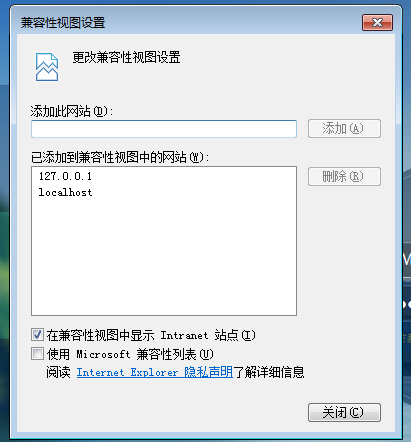 兼容性视图设置
更改兼容性视图设置
添加此网站(D):
添加(A)
已添加到兼容性视图中的网站(W):
127.0.0.1
删除(R)
localhost
在兼容性视图中显示 Intranet 站点(I)
使用 Microsoft 兼容性列表(U)
阅读 Internet Explorer 隐私声明了解详细信息
关闭(C)